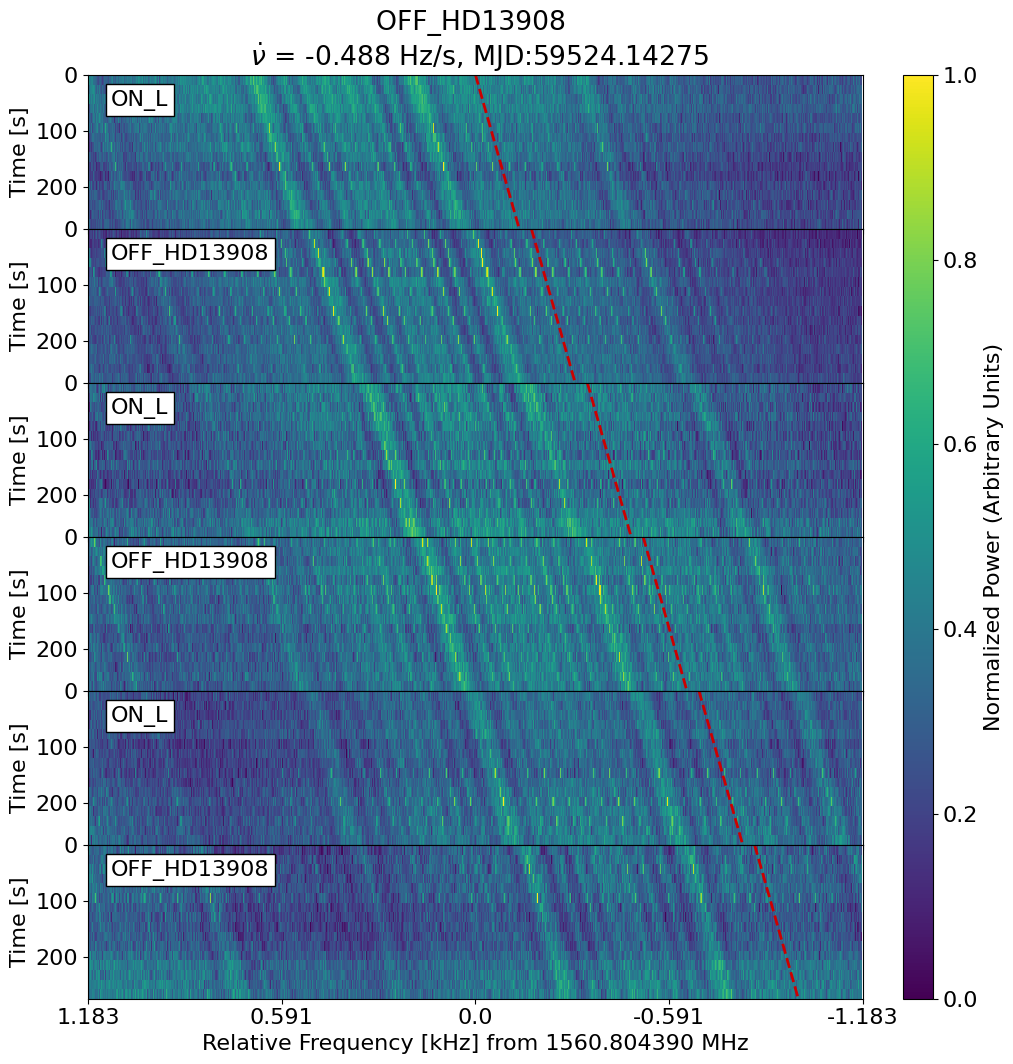 OFF_HD13908
ν̇ = -0.488 Hz/s, MJD:59524.14275
0
100
200
Time [s]
ON_L
0
100
200
Time [s]
OFF_HD13908
0
100
200
Time [s]
ON_L
0
100
200
Time [s]
OFF_HD13908
0
100
200
Time [s]
ON_L
0
100
200
Time [s]
OFF_HD13908
1.183 0.591 0.0 -0.591 -1.183
Relative Frequency [kHz] from 1560.804390 MHz
1.0
0.8
0.6
0.4
0.2
0.0
Normalized Power (Arbitrary Units)